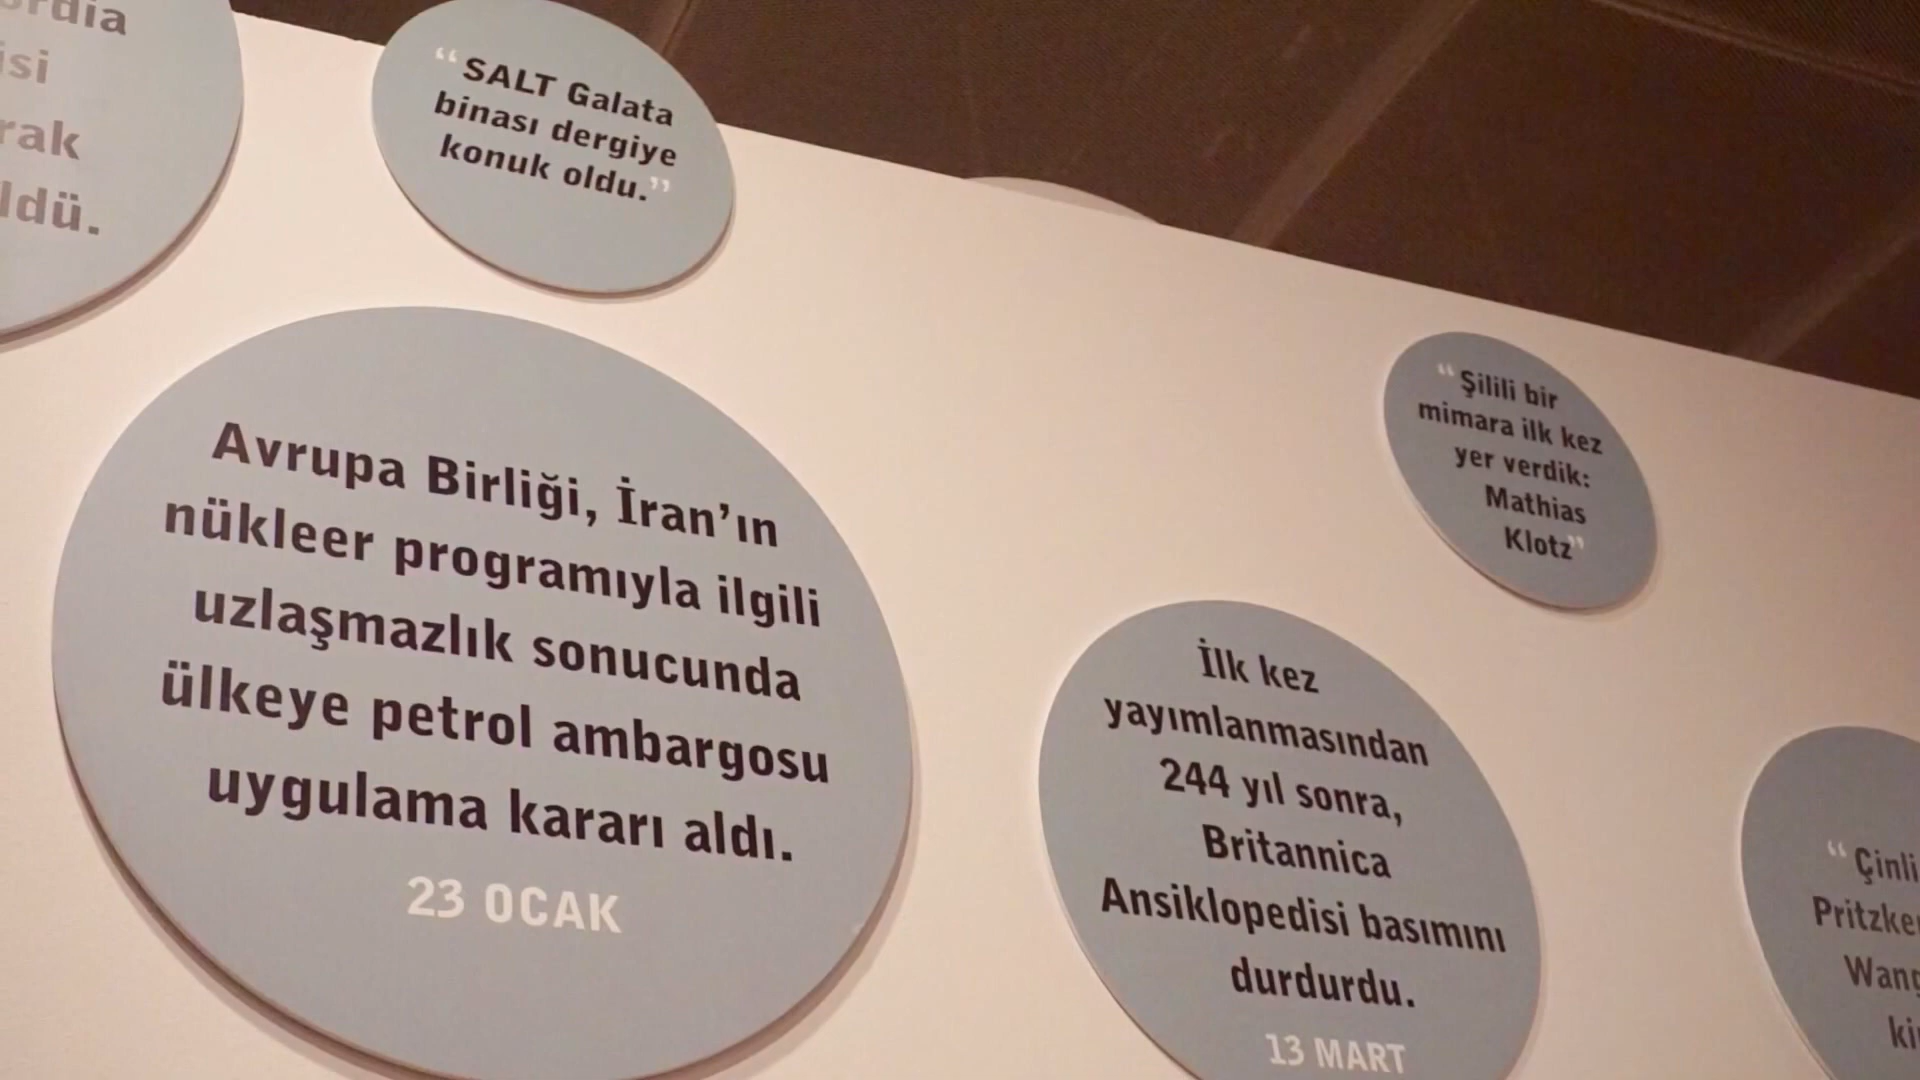 isi
rak
ldü.
“SALT Galata
binası dergiye
konuk oldu.”
Avrupa Birliği, İran’ın
nükleer programıyla ilgili
uzlaşmazlık sonucunda
ülkeye petrol ambargosu
uygulama kararı aldı.
23 OCAK
“Şilili bir
mimara ilk kez
yer verdik:
Mathias
Klotz”
İlk kez
yayımlanmasından
244 yıl sonra,
Britannica
Ansiklopedisi basımını
durdurdu.
13 MART
“Çinli
Pritzker
Wang